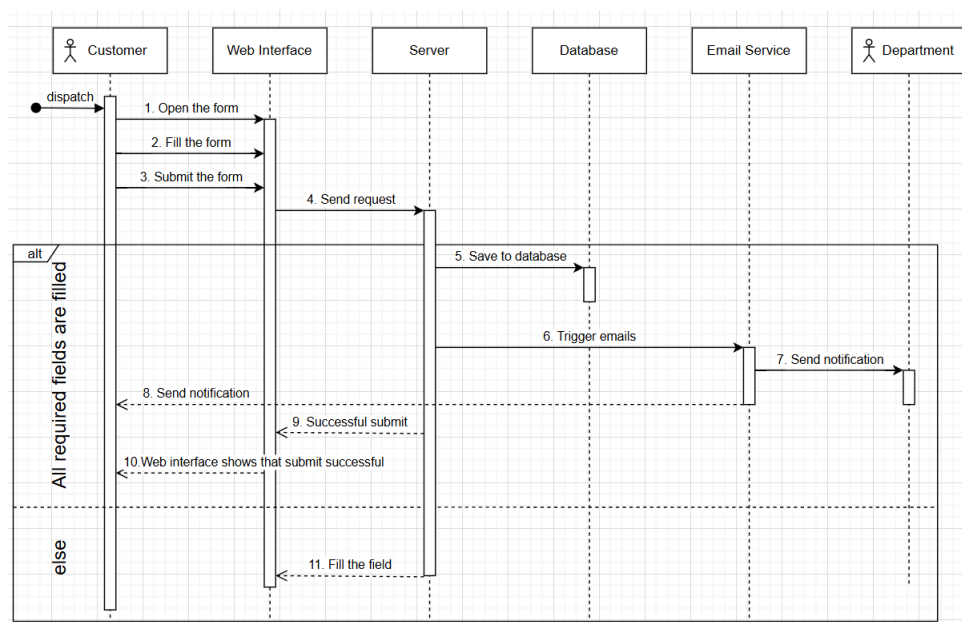 Customer
Web Interface
Server
Database
Email Service
Department
dispatch
1. Open the form
2. Fill the form
3. Submit the form
4. Send request
alt
All required fields are filled
5. Save to database
6. Trigger emails
7. Send notification
8. Send notification
9. Successful submit
10.Web interface shows that submit successful
else
11. Fill the field